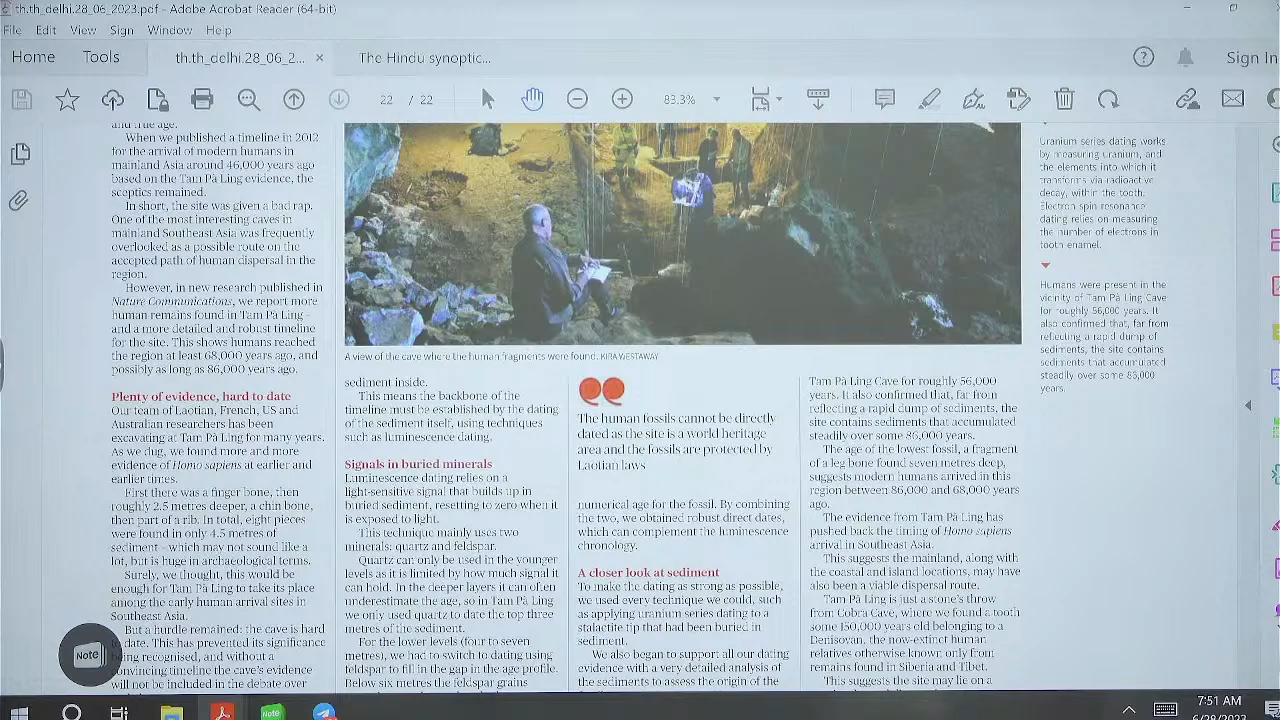 th.th_delhi.28_06_2023.pdf - Adobe Acrobat Reader (64-bit)
File Edit View Sign Window Help
Home Tools th.th_delhi.28_06_2... × The Hindu synoptic... Sign In
22 / 22 83.3%
and true age.
When we published a timeline in 2012
for the arrival of modern humans in
mainland Asia around 46,000 years ago
based on the Tam Pà Ling evidence, the
sceptics remained.
In short, the site was given a bad rap.
One of the most interesting caves in
mainland Southeast Asia was frequently
overlooked as a possible route on the
accepted path of human dispersal in the
region.
However, in new research published in
Nature Communications, we report more
human remains found in Tam Pà Ling –
and a more detailed and robust timeline
for the site. This shows humans reached
the region at least 68,000 years ago, and
possibly as long as 86,000 years ago.
Plenty of evidence, hard to date
Our team of Laotian, French, US and
Australian researchers has been
excavating at Tam Pà Ling for many years.
As we dug, we found more and more
evidence of Homo sapiens at earlier and
earlier times.
First there was a finger bone, then
roughly 2.5 metres deeper, a chin bone,
then part of a rib. In total, eight pieces
were found in only 4.5 metres of
sediment – which may not sound like a
lot, but is huge in archaeological terms.
Surely, we thought, this would be
enough for Tam Pà Ling to take its place
among the early human arrival sites in
Southeast Asia.
But a hurdle remained: the cave is hard
date. This has prevented its significance
being recognised, and without a
convincing timeline the cave's evidence
will not be included in the debate over
Note
A view of the cave where the human fragments were found. KIRA WESTAWAY
sediment inside.
This means the backbone of the
timeline must be established by the dating
of the sediment itself, using techniques
such as luminescence dating.
Signals in buried minerals
Luminescence dating relies on a
light-sensitive signal that builds up in
buried sediment, resetting to zero when it
is exposed to light.
This technique mainly uses two
minerals: quartz and feldspar.
Quartz can only be used in the younger
levels as it is limited by how much signal it
can hold. In the deeper layers it can often
underestimate the age, so in Tam Pà Ling
we only used quartz to date the top three
metres of the sediment.
For the lower levels (four to seven
metres), we had to switch to dating using
feldspar to fill in the gap in the age profile.
Below six metres the feldspar grains
The human fossils cannot be directly
dated as the site is a world heritage
area and the fossils are protected by
Laotian laws
numerical age for the fossil. By combining
the two, we obtained robust direct dates,
which can complement the luminescence
chronology.
A closer look at sediment
To make the dating as strong as possible,
we used every technique we could, such
as applying uranium series dating to a
stalactite tip that had been buried in
sediment.
We also began to support all our dating
evidence with a very detailed analysis of
the sediments to assess the origin of the
Tam Pà Ling Cave for roughly 56,000
years. It also confirmed that, far from
reflecting a rapid dump of sediments, the
site contains sediments that accumulated
steadily over some 86,000 years.
The age of the lowest fossil, a fragment
of a leg bone found seven metres deep,
suggests modern humans arrived in this
region between 86,000 and 68,000 years
ago.
The evidence from Tam Pà Ling has
pushed back the timing of Homo sapiens
arrival in Southeast Asia.
This suggests the mainland, along with
the coastal and island locations, may have
also been a viable dispersal route.
Tam Pà Ling is just a stone's throw
from Cobra Cave, where we found a tooth
some 150,000 years old belonging to a
Denisovan, the now-extinct human
relatives otherwise known only from
remains found in Siberia and Tibet.
This suggests the site may lie on a
Uranium series dating works
by measuring uranium, and
the elements into which it
transforms via radioactive
decay, within the tooth.
Electron spin resonance
dating relies on measuring
the number of electrons in
tooth enamel.
Humans were present in the
vicinity of Tam Pà Ling Cave
for roughly 56,000 years. It
also confirmed that, far from
reflecting a rapid dump of
sediments, the site contains
sediments that accumulated
steadily over some 86,000
years.
Note
7:51 AM
6/28/2023